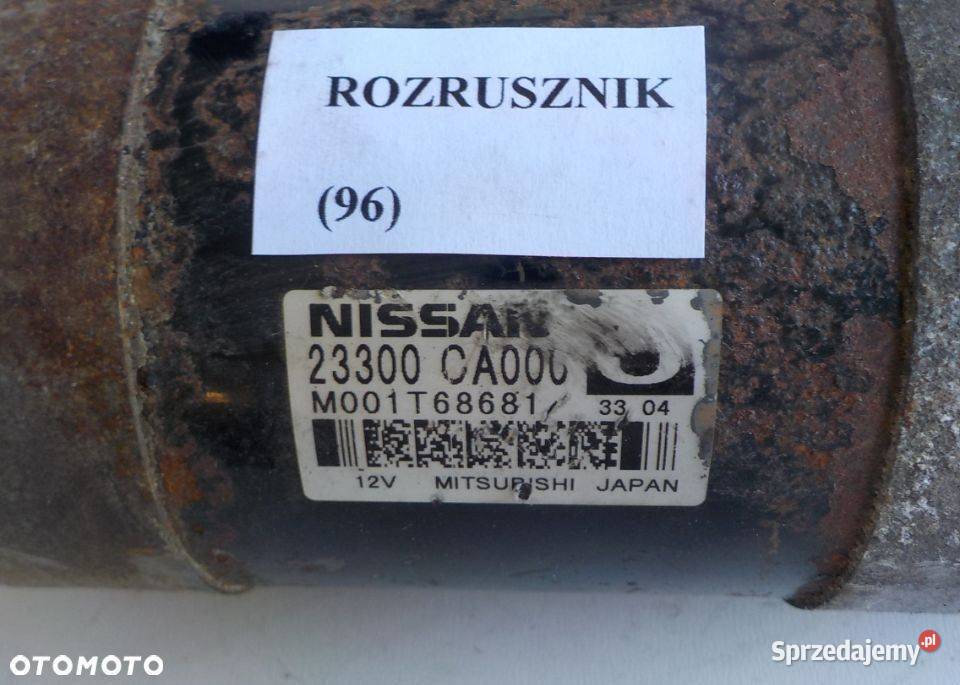 ROZRUSZNIK
(96)
NISSAN
23300 CA000
M001T68681
33 04
12V MITSUBISHI JAPAN
OTOMOTO
Sprzedajemy.pl